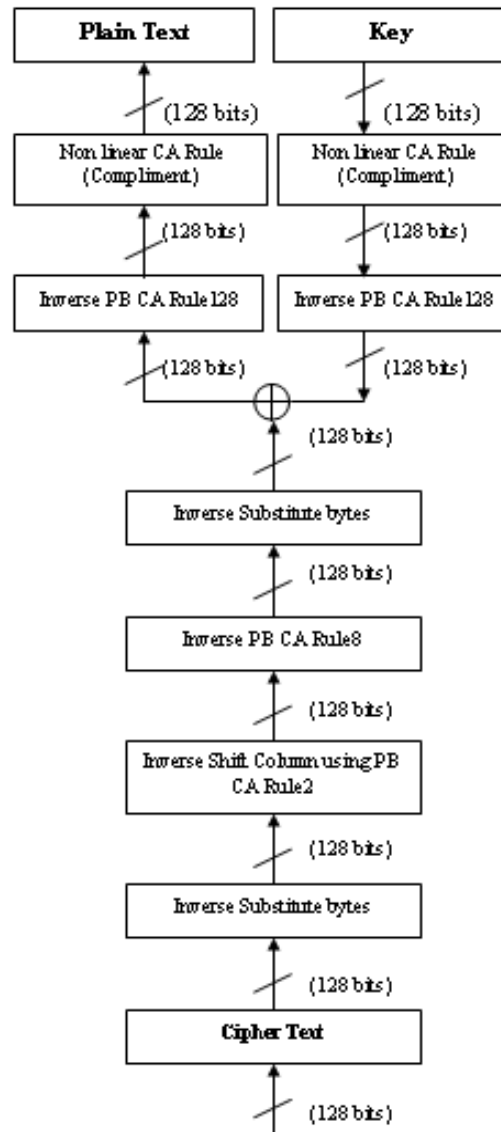 Plain Text
Key
(128 bits)
(128 bits)
Non linear CA Rule
(Compliment)
Non linear CA Rule
(Compliment)
(128 bits)
(128 bits)
Inverse PB CA Rule128
Inverse PB CA Rule128
(128 bits)
(128 bits)
(128 bits)
Inverse Substitute bytes
(128 bits)
Inverse PB CA Rule8
(128 bits)
Inverse Shift Column using PB
CA Rule2
(128 bits)
Inverse Substitute bytes
(128 bits)
Cipher Text
(128 bits)